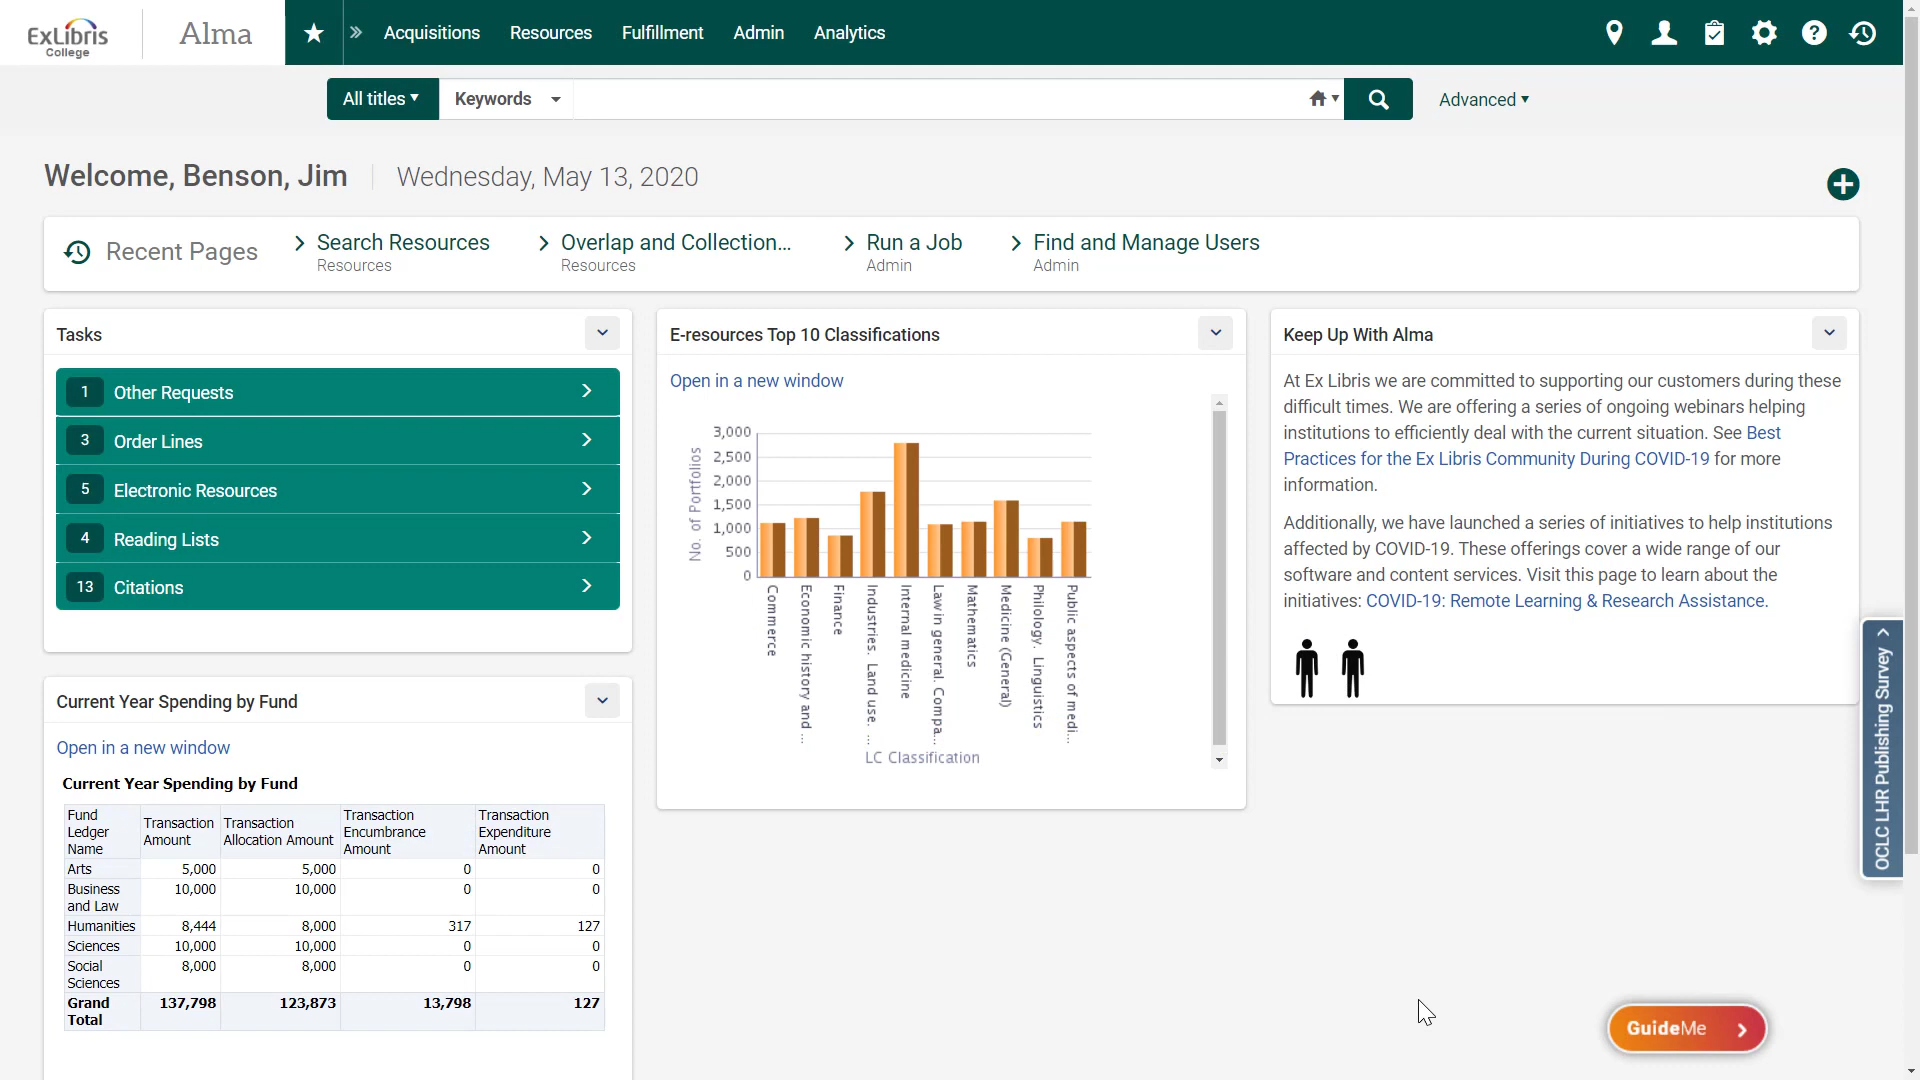 ExLibris
College
Alma
Acquisitions
Resources
Fulfillment
Admin
Analytics
All titles
Keywords
Advanced
Welcome, Benson, Jim
Wednesday, May 13, 2020
Recent Pages
Search Resources
Resources
Overlap and Collection...
Resources
Run a Job
Admin
Find and Manage Users
Admin
Tasks
1 Other Requests
3 Order Lines
5 Electronic Resources
4 Reading Lists
13 Citations
Current Year Spending by Fund
Open in a new window
Current Year Spending by Fund
Fund Ledger Name Transaction Amount Transaction Allocation Amount Transaction Encumbrance Amount Transaction Expenditure Amount
Arts 5,000 5,000 0 0
Business and Law 10,000 10,000 0 0
Humanities 8,444 8,000 317 127
Sciences 10,000 10,000 0 0
Social Sciences 8,000 8,000 0 0
Grand Total 137,798 123,873 13,798 127
E-resources Top 10 Classifications
Open in a new window
No. of Portfolios
3,000
2,500
2,000
1,500
1,000
500
0
Commerce
Economic history and ...
Finance
Industries. Land use. ...
Internal medicine
Law in general. Compa...
Mathematics
Medicine (General)
Philology. Linguistics
Public aspects of medi...
LC Classification
Keep Up With Alma
At Ex Libris we are committed to supporting our customers during these
difficult times. We are offering a series of ongoing webinars helping
institutions to efficiently deal with the current situation. See Best
Practices for the Ex Libris Community During COVID-19 for more
information.
Additionally, we have launched a series of initiatives to help institutions
affected by COVID-19. These offerings cover a wide range of our
software and content services. Visit this page to learn about the
initiatives: COVID-19: Remote Learning & Research Assistance.
OCLC LHR Publishing Survey
GuideMe